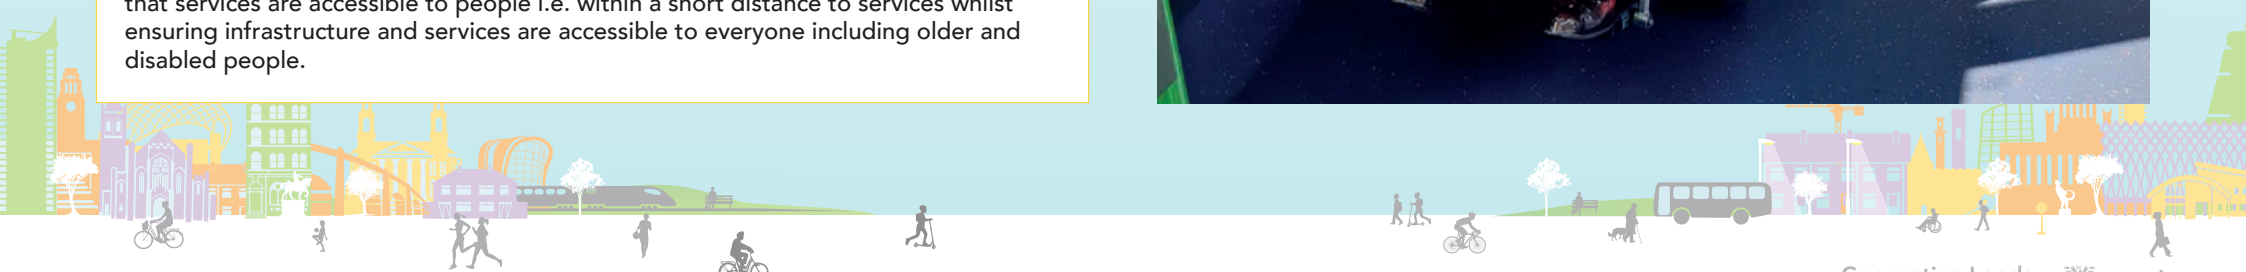 that services are accessible to people i.e. within a short distance to services whilst
ensuring infrastructure and services are accessible to everyone including older and
disabled people.